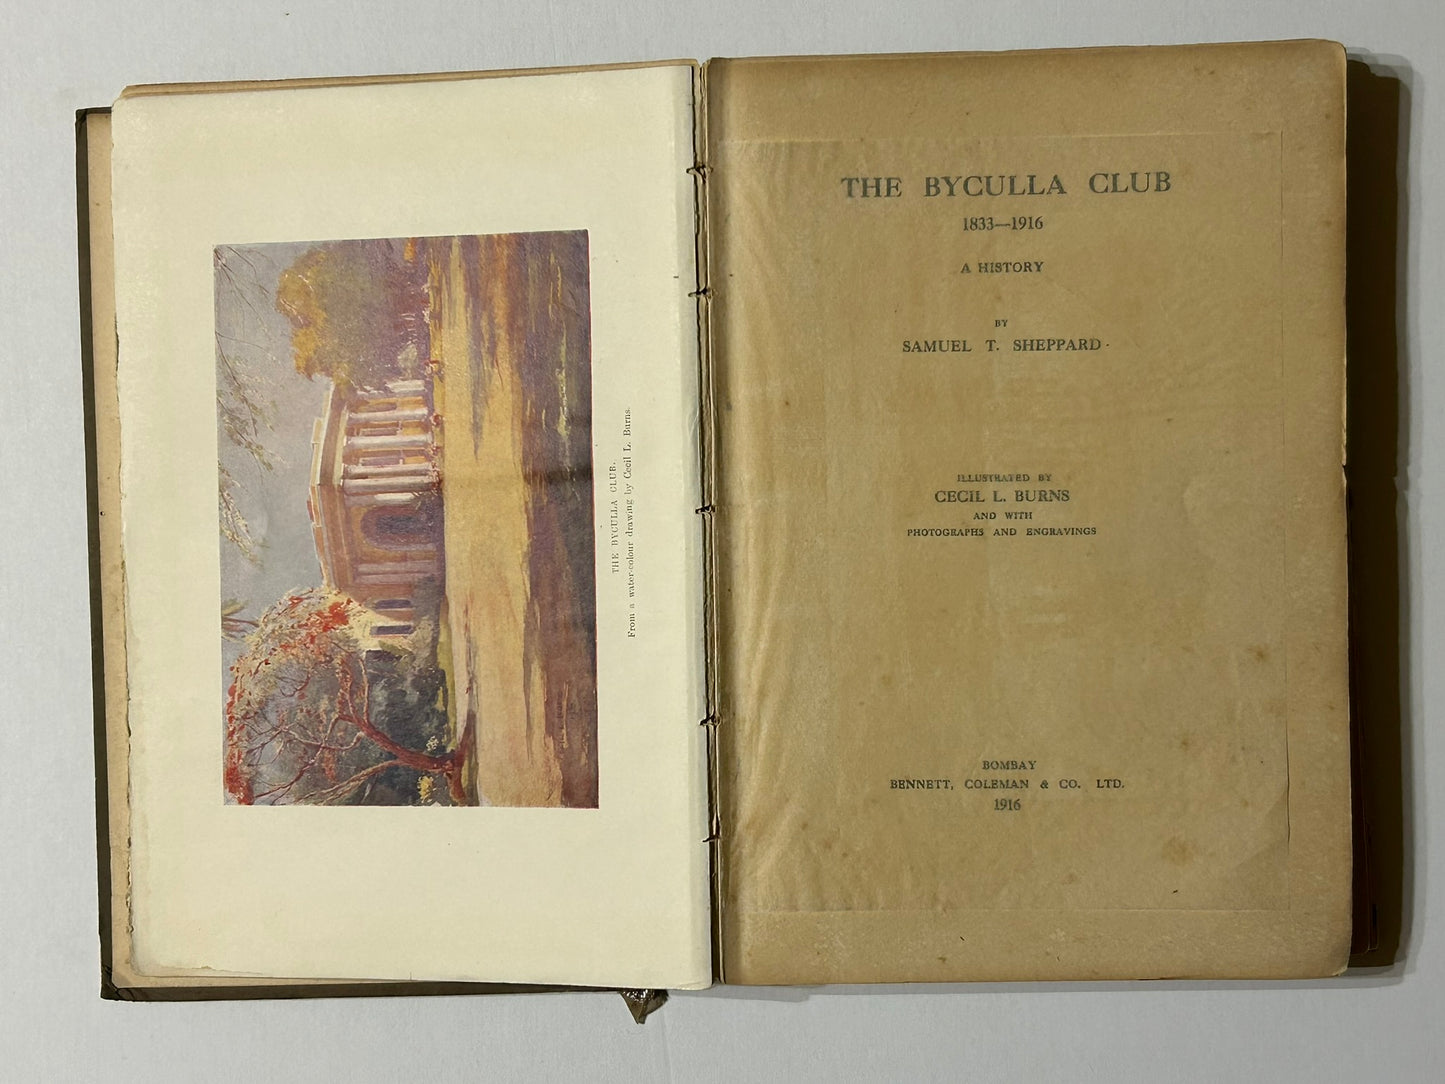 THE BYCULLA CLUB.
From a water-colour drawing by Cecil L. Burns.
THE BYCULLA CLUB
1833—1916
A HISTORY
BY
SAMUEL T. SHEPPARD
ILLUSTRATED BY
CECIL L. BURNS
AND WITH
PHOTOGRAPHS AND ENGRAVINGS
BOMBAY
BENNETT, COLEMAN & CO. LTD.
1916